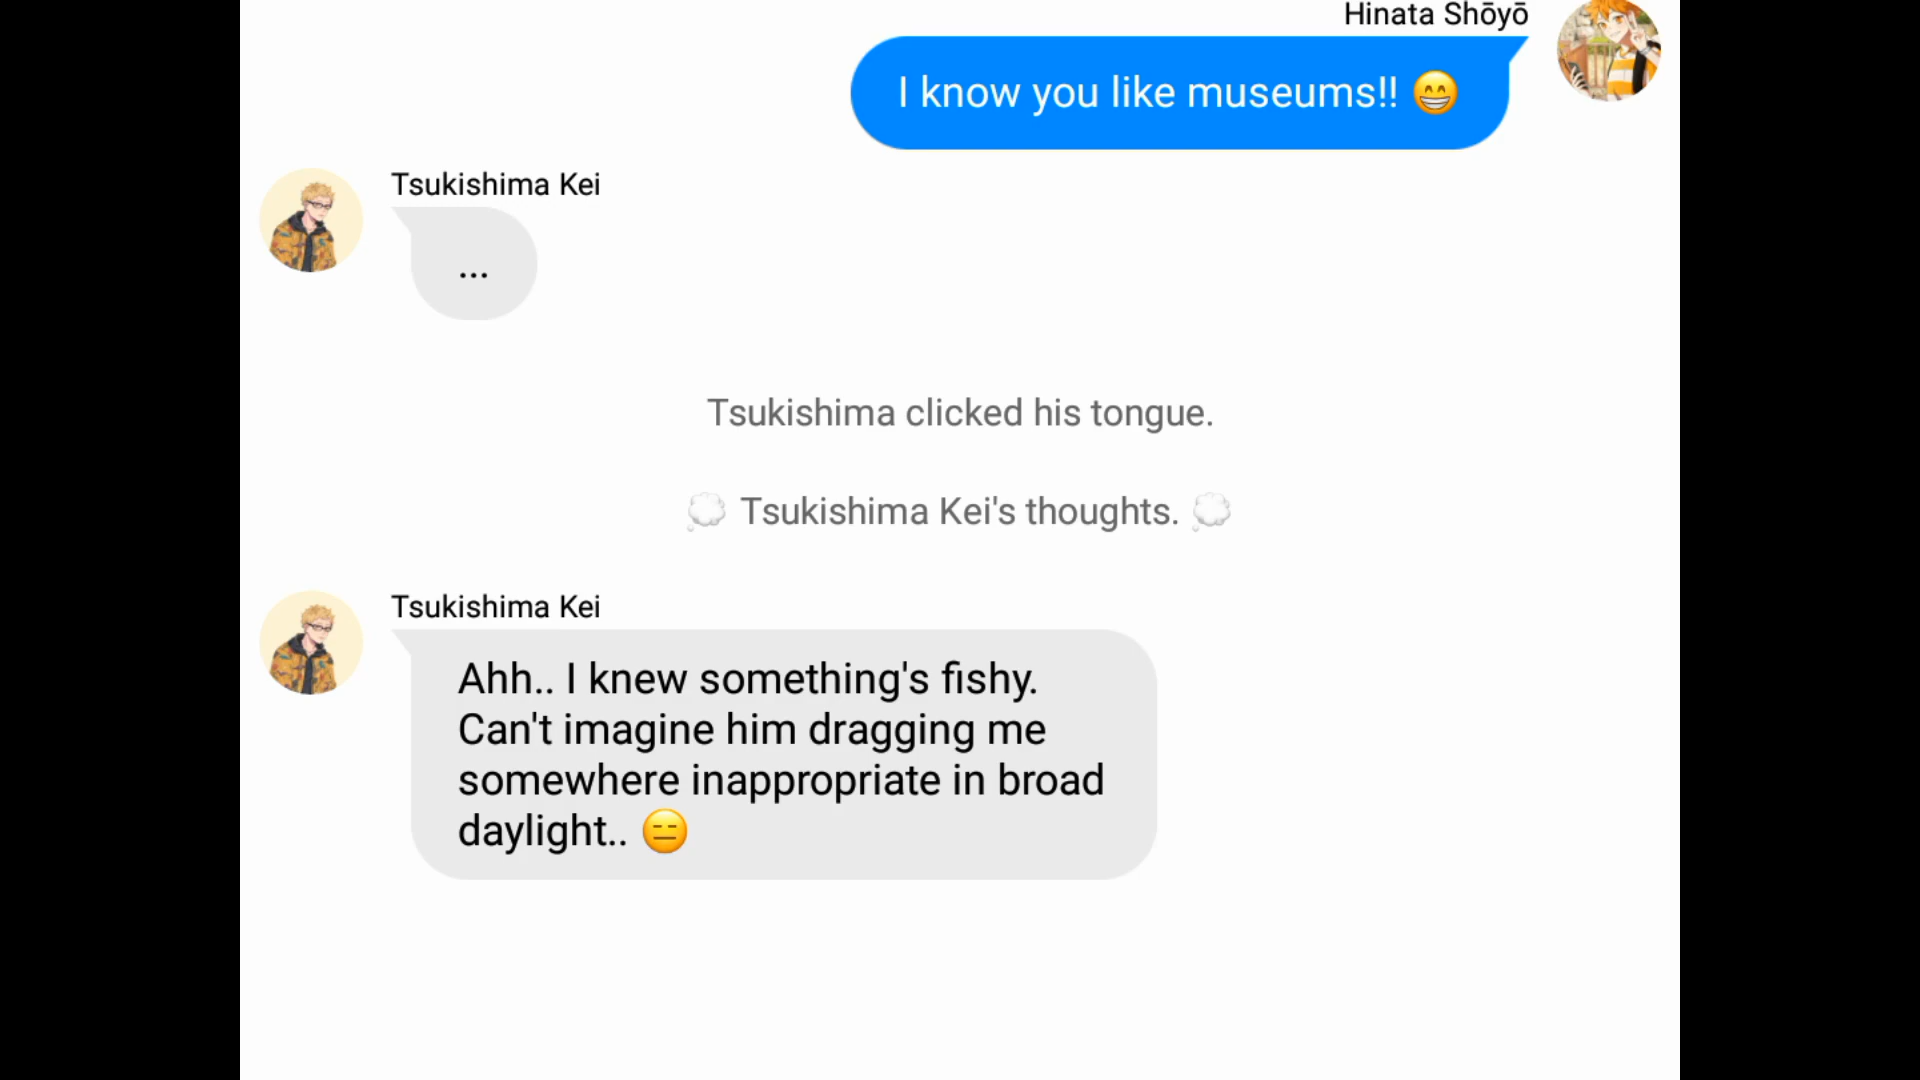 Hinata Shōyō
I know you like museums!! 😁
Tsukishima Kei
...
Tsukishima clicked his tongue.
💭 Tsukishima Kei's thoughts. 💭
Tsukishima Kei
Ahh.. I knew something's fishy.
Can't imagine him dragging me
somewhere inappropriate in broad
daylight.. 😑